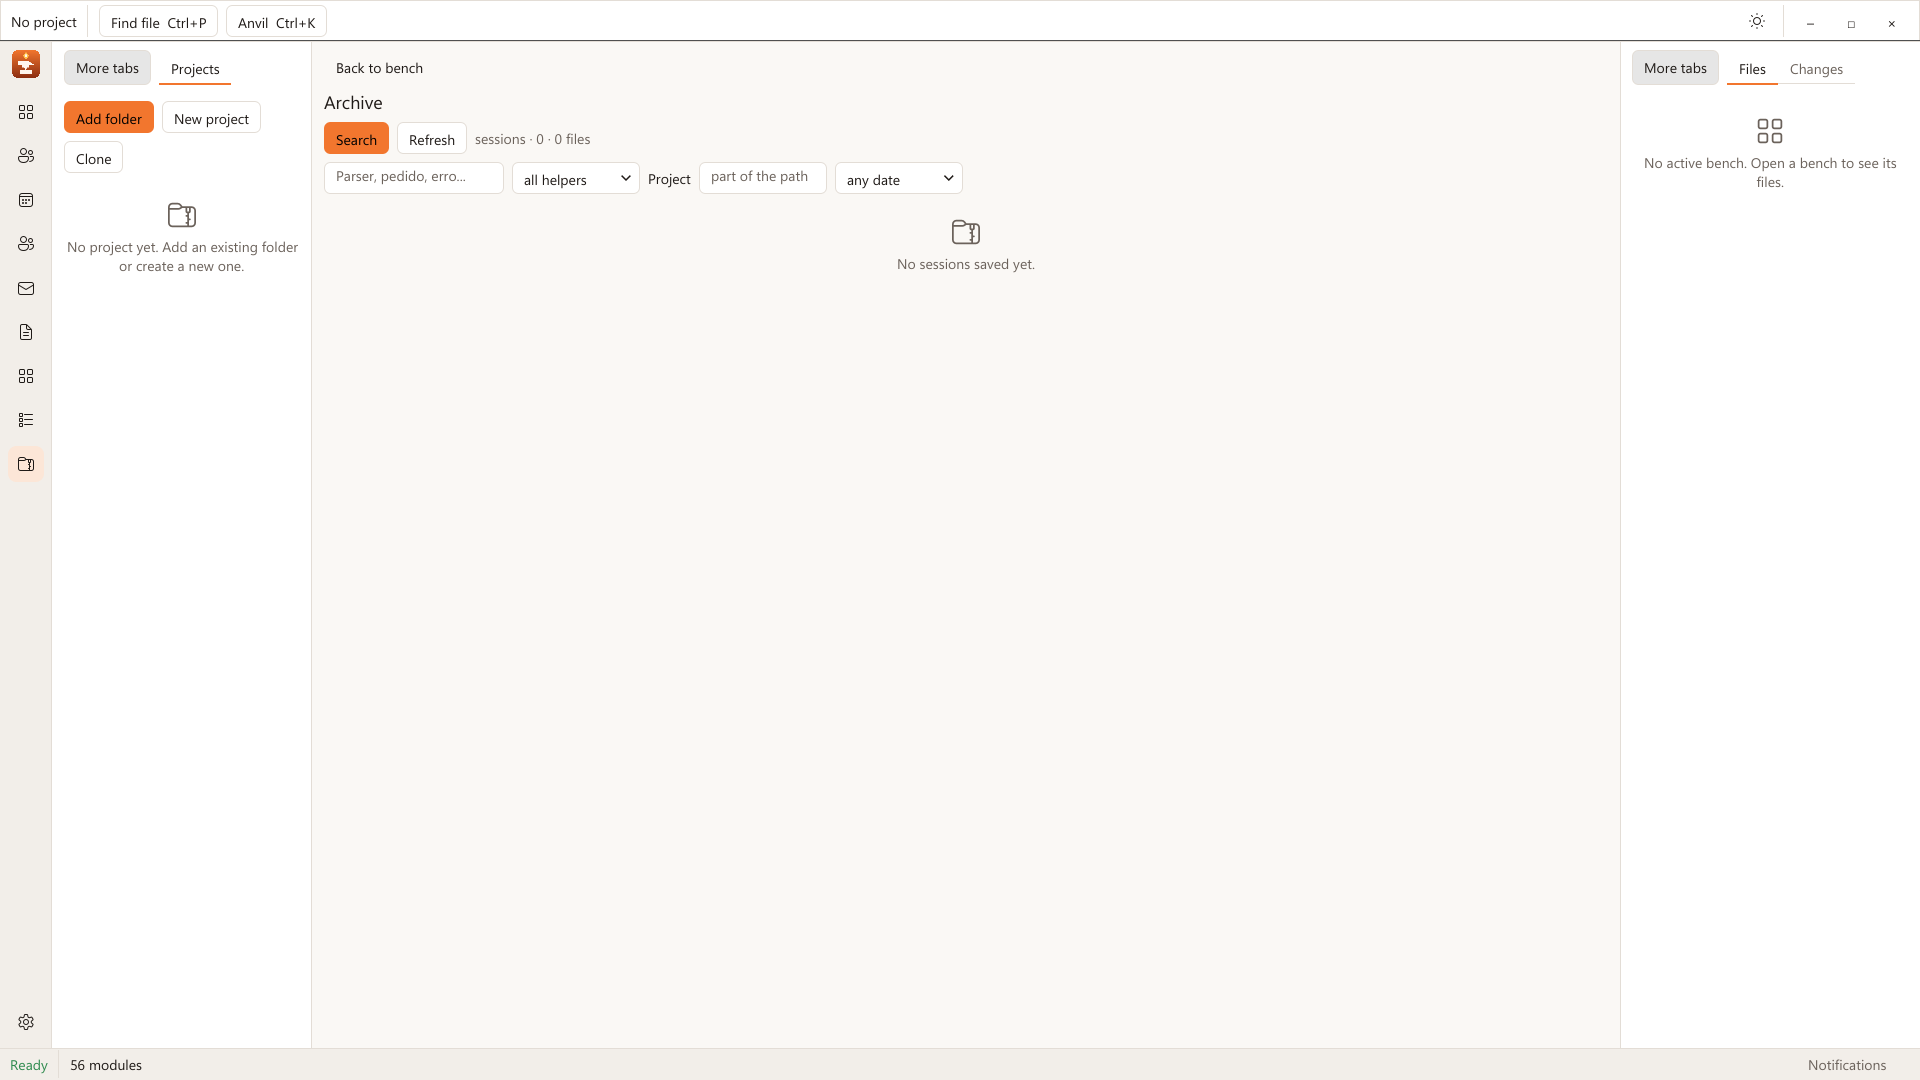 No project
Find file Ctrl+P
Anvil Ctrl+K
More tabs
Projects
Add folder
New project
Clone
No project yet. Add an existing folder
or create a new one.
Back to bench
Archive
Search
Refresh
sessions · 0 · 0 files
Parser, pedido, erro...
all helpers
Project
part of the path
any date
No sessions saved yet.
More tabs
Files
Changes
No active bench. Open a bench to see its
files.
Ready
56 modules
Notifications